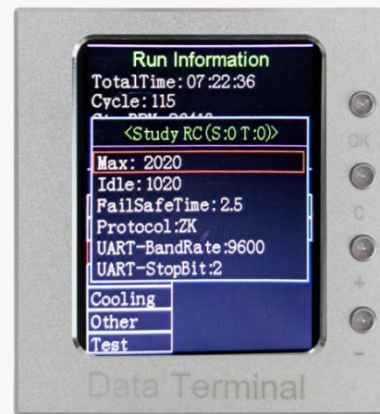 Run Information
TotalTime:07:22:36
Cycle:115
<Study RC(S:0 T:0)>
Max: 2020
Idle:1020
FailSafeTime:2.5
Protocol:ZK
UART-BandRate:9600
UART-StopBit:2
Cooling
Other
Test
OK
C
+
-
Data Terminal